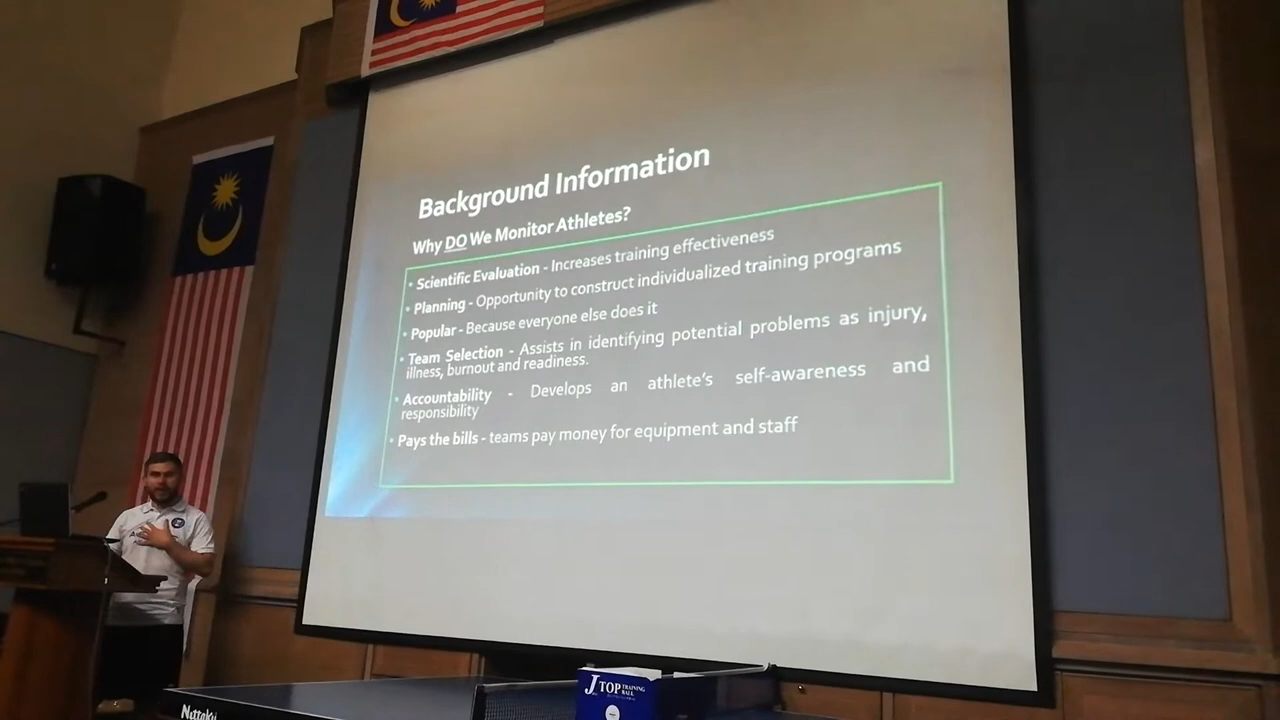 Background Information
Why DO We Monitor Athletes?
• Scientific Evaluation - Increases training effectiveness
• Planning - Opportunity to construct individualized training programs
• Popular - Because everyone else does it
• Team Selection - Assists in identifying potential problems as injury,
illness, burnout and readiness.
• Accountability - Develops an athlete's self-awareness and
responsibility
• Pays the bills - teams pay money for equipment and staff
J TOP TRAINING
BALL
Nittaku